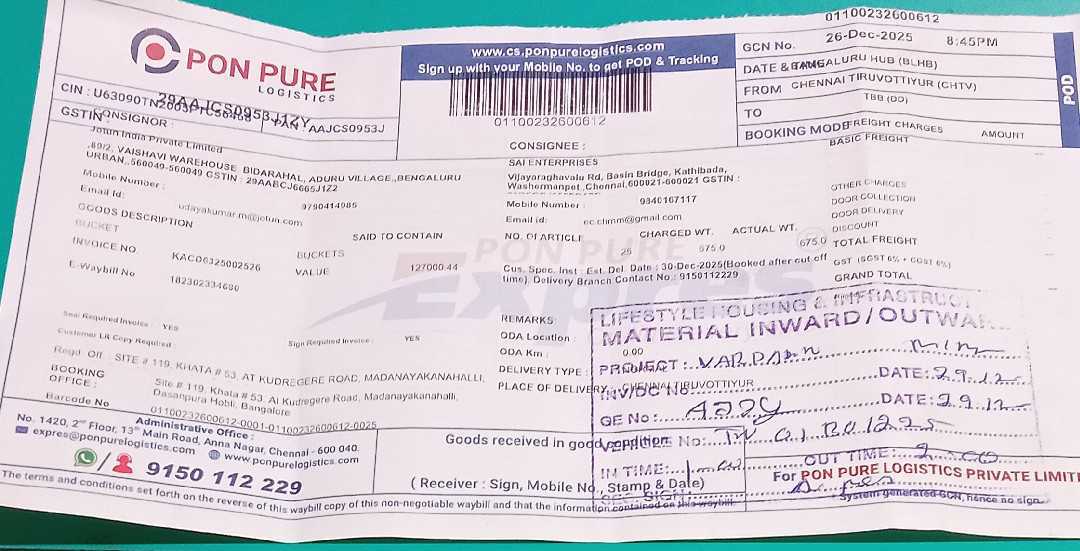 PON PURE
LOGISTICS
www.cs.ponpurelogistics.com
Sign up with your Mobile No. to get POD & Tracking
01100232600612
01100232600612
GCN No.
26-Dec-2025 8:45PM
DATE & TIME
BANGALURU HUB (BLHB)
FROM CHENNAI TIRUVOTTIYUR (CHTV)
TO TBB (DD)
BOOKING MODE
FREIGHT CHARGES AMOUNT
BASIC FREIGHT
POD
CIN :
GSTIN : 29AAJCS0953J1ZY
PAN : AAJCS0953J
CONSIGNOR :
Jotun India Private Limited
,89/2, VAISHAVI WAREHOUSE BIDARAHAL, ADURU VILLAGE,,BENGALURU
URBAN,,560049-560049 GSTIN : 29AABCJ6665J1Z2
Mobile Number : 9790414985
Email Id: udayakumar.m@jotun.com
GOODS DESCRIPTION SAID TO CONTAIN
BUCKET BUCKETS
INVOICE NO. KACD6325002526 VALUE 127000.44
E-Waybill No
Seal Required Invoice : YES
Customer LR Copy Required
Sign Required Invoice : YES
CONSIGNEE :
SAI ENTERPRISES
Vijayaraghavalu Rd, Basin Bridge, Kathibada,
Washermanpet ,Chennai,600021-600021 GSTIN :
Mobile Number : 9840167117
Email id: ec.chmm@gmail.com
NO. OF ARTICLE CHARGED WT. ACTUAL WT.
25 675.0 675.0
Cus. Spec. Inst : Est. Del. Date : 30-Dec-2025(Booked after cut off
time). Delivery Branch Contact No.: 9150112229
PON PURE
Express
OTHER CHARGES
DOOR COLLECTION
DOOR DELIVERY
DISCOUNT
TOTAL FREIGHT
GST (SGST 6% + CGST 6%)
GRAND TOTAL
REMARKS:
ODA Location :
ODA Km : 0.00
DELIVERY TYPE :
PLACE OF DELIVERY : CHENNAI TIRUVOTTIYUR
Regd Off : SITE # 119, KHATA # 53, AT KUDREGERE ROAD, MADANAYAKANAHALLI,
BOOKING
OFFICE :
Site # 119, Khata # 53, At Kudregere Road, Madanayakanahalli,
Dasanpura Hobli, Bangalore
Barcode No 01100232600612-0001-01100232600612-0025
Administrative Office :
No. 1420, 2nd Floor, 13th Main Road, Anna Nagar, Chennai - 600 040.
expres@ponpurelogistics.com www.ponpurelogistics.com
9150 112 229
Goods received in good condition
( Receiver : Sign, Mobile No., Stamp & Date)
LIFESTYLE HOUSING & INFRASTRUCT
MATERIAL INWARD/OUTWA
PROJECT:
INV/DC No. DATE: 29.12
GE No: DATE: 29.12
VEHICLE No:
IN TIME: OUT TIME:
For PON PURE LOGISTICS PRIVATE LIMIT
* System generated GCN, hence no sign
The terms and conditions set forth on the reverse of this waybill copy of this non-negotiable waybill and that the information contained on this waybill.